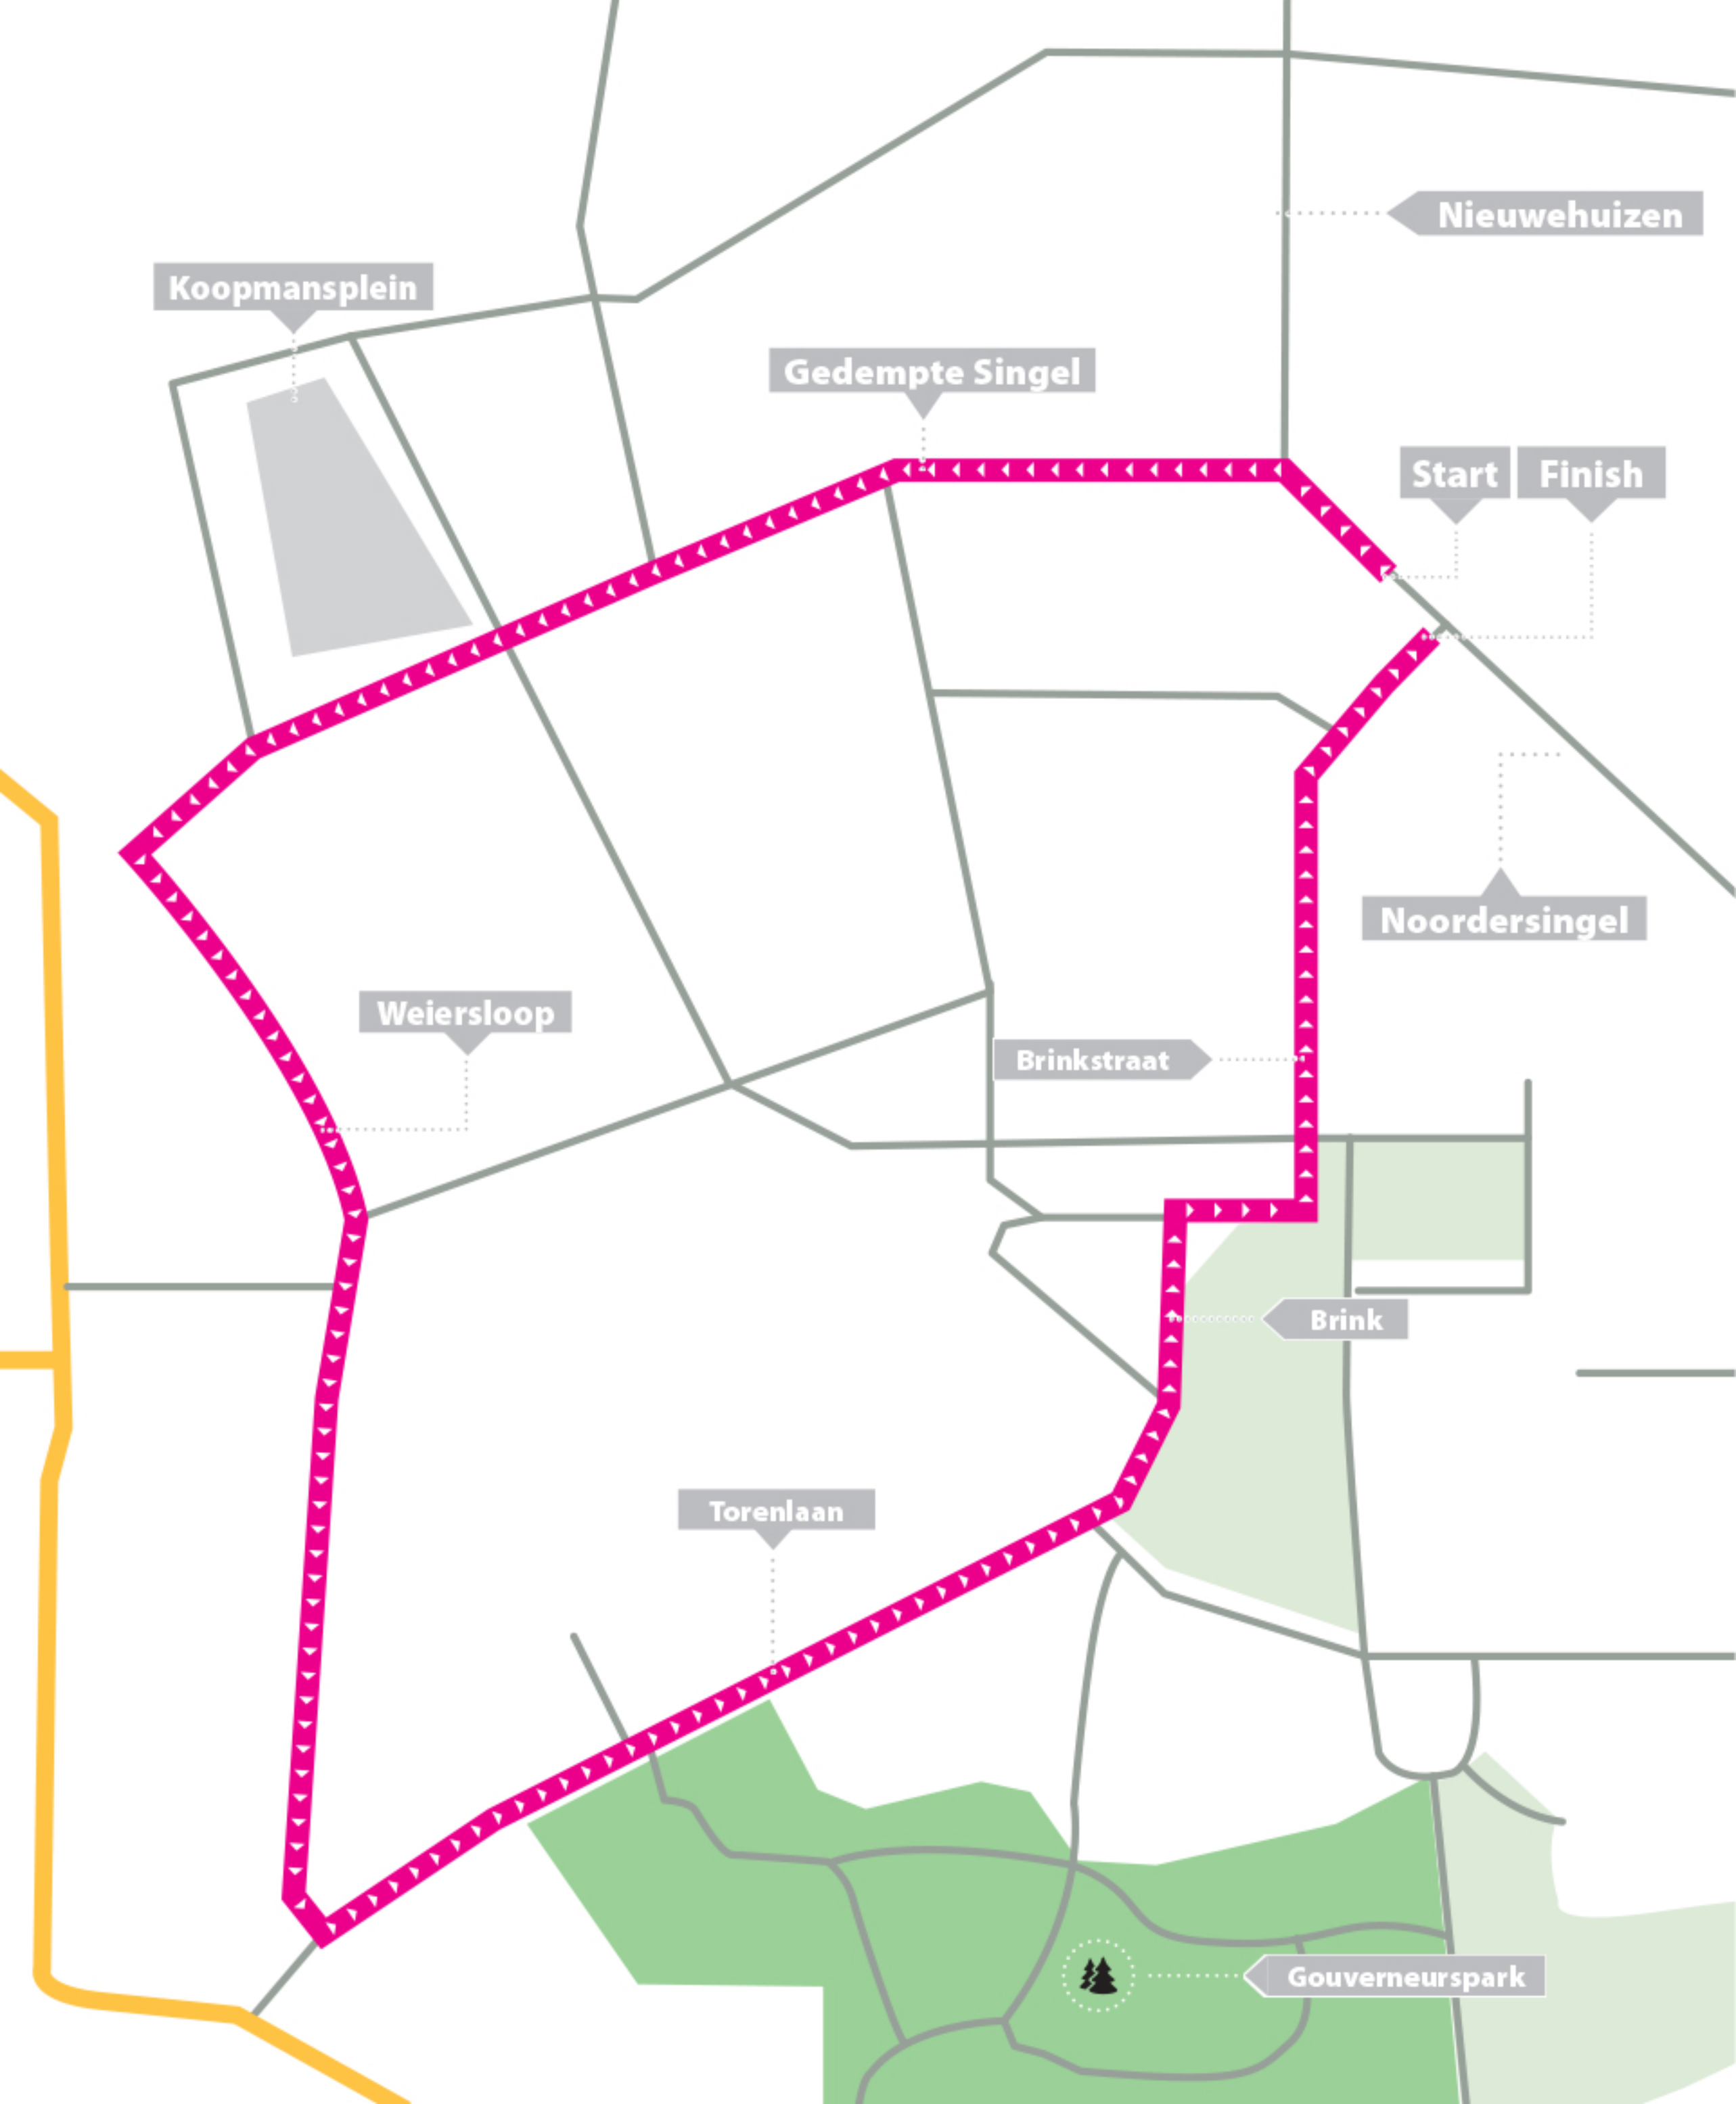 Nieuwehuizen
Koopmansplein
Gedempte Singel
Start
Finish
Noordersingel
Weiersloop
Brinkstraat
Brink
Torenlaan
Gouverneurspark